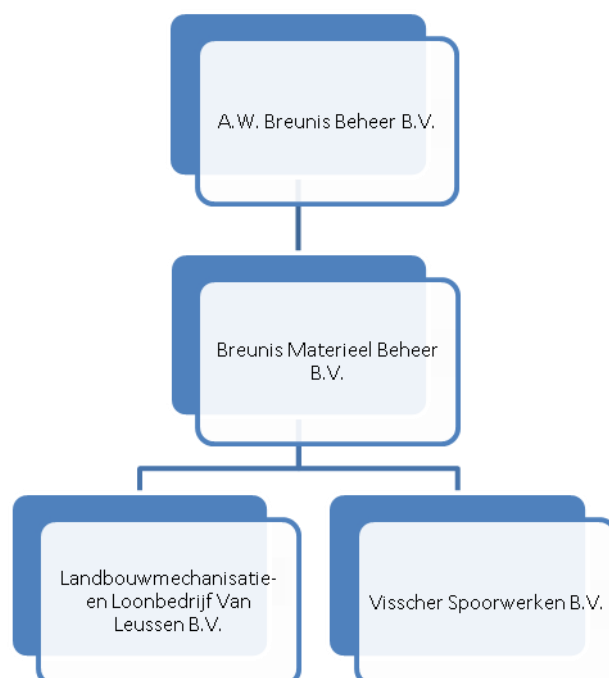 A.W. Breunis Beheer B.V.
Breunis Materieel Beheer
B.V.
Landbouwmechanisatie-
en Loonbedrijf Van
Leussen B.V.
Visscher Spoorwerken B.V.